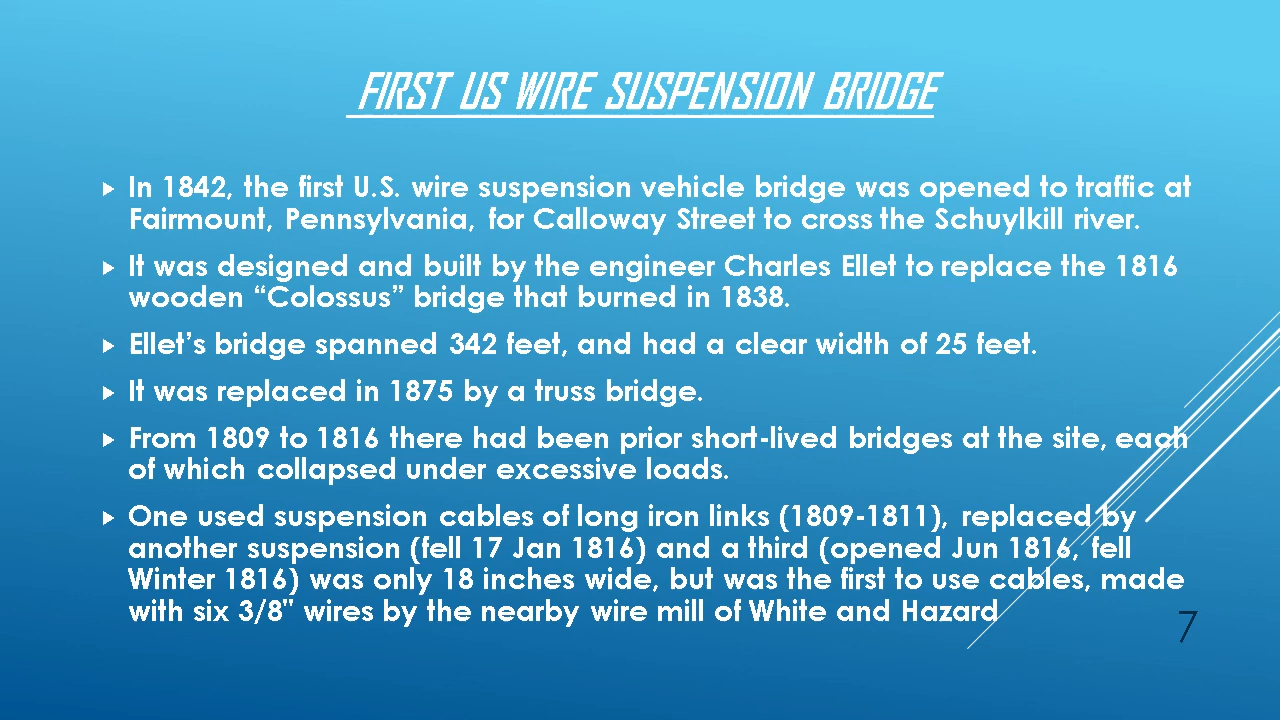 FIRST US WIRE SUSPENSION BRIDGE
In 1842, the first U.S. wire suspension vehicle bridge was opened to traffic at
Fairmount, Pennsylvania, for Calloway Street to cross the Schuylkill river.
It was designed and built by the engineer Charles Ellet to replace the 1816
wooden “Colossus” bridge that burned in 1838.
Ellet’s bridge spanned 342 feet, and had a clear width of 25 feet.
It was replaced in 1875 by a truss bridge.
From 1809 to 1816 there had been prior short-lived bridges at the site, each
of which collapsed under excessive loads.
One used suspension cables of long iron links (1809-1811), replaced by
another suspension (fell 17 Jan 1816) and a third (opened Jun 1816, fell
Winter 1816) was only 18 inches wide, but was the first to use cables, made
with six 3/8" wires by the nearby wire mill of White and Hazard
7